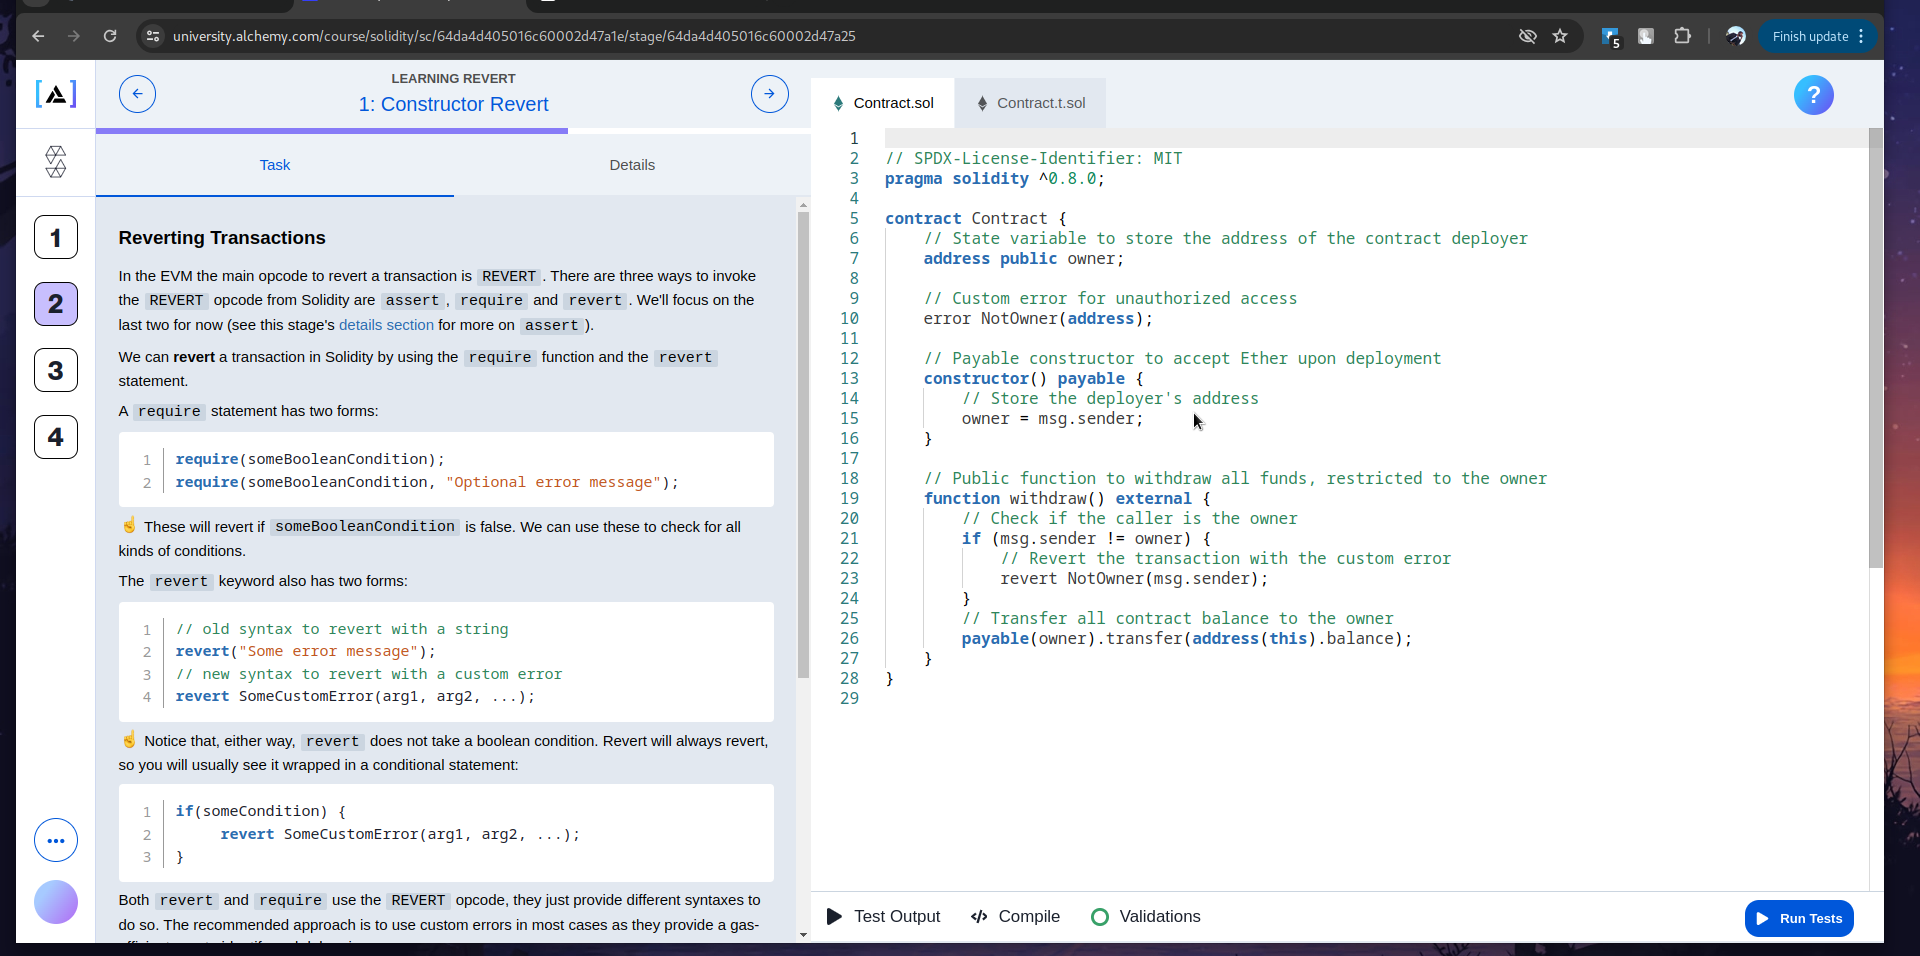 university.alchemy.com/course/solidity/sc/64da4d405016c60002d47a1e/stage/64da4d405016c60002d47a25
5
Finish update
LEARNING REVERT
1: Constructor Revert
Task
Details
1
2
3
4
Reverting Transactions
In the EVM the main opcode to revert a transaction is REVERT. There are three ways to invoke
the REVERT opcode from Solidity are assert, require and revert. We'll focus on the
last two for now (see this stage's details section for more on assert).
We can revert a transaction in Solidity by using the require function and the revert
statement.
A require statement has two forms:
1 require(someBooleanCondition);
2 require(someBooleanCondition, "Optional error message");
☝ These will revert if someBooleanCondition is false. We can use these to check for all
kinds of conditions.
The revert keyword also has two forms:
1 // old syntax to revert with a string
2 revert("Some error message");
3 // new syntax to revert with a custom error
4 revert SomeCustomError(arg1, arg2, ...);
☝ Notice that, either way, revert does not take a boolean condition. Revert will always revert,
so you will usually see it wrapped in a conditional statement:
1 if(someCondition) {
2 revert SomeCustomError(arg1, arg2, ...);
3 }
Both revert and require use the REVERT opcode, they just provide different syntaxes to
do so. The recommended approach is to use custom errors in most cases as they provide a gas-
Contract.sol
Contract.t.sol
?
1
2 // SPDX-License-Identifier: MIT
3 pragma solidity ^0.8.0;
4
5 contract Contract {
6 // State variable to store the address of the contract deployer
7 address public owner;
8
9 // Custom error for unauthorized access
10 error NotOwner(address);
11
12 // Payable constructor to accept Ether upon deployment
13 constructor() payable {
14 // Store the deployer's address
15 owner = msg.sender;
16 }
17
18 // Public function to withdraw all funds, restricted to the owner
19 function withdraw() external {
20 // Check if the caller is the owner
21 if (msg.sender != owner) {
22 // Revert the transaction with the custom error
23 revert NotOwner(msg.sender);
24 }
25 // Transfer all contract balance to the owner
26 payable(owner).transfer(address(this).balance);
27 }
28 }
29
Test Output
</> Compile
Validations
Run Tests